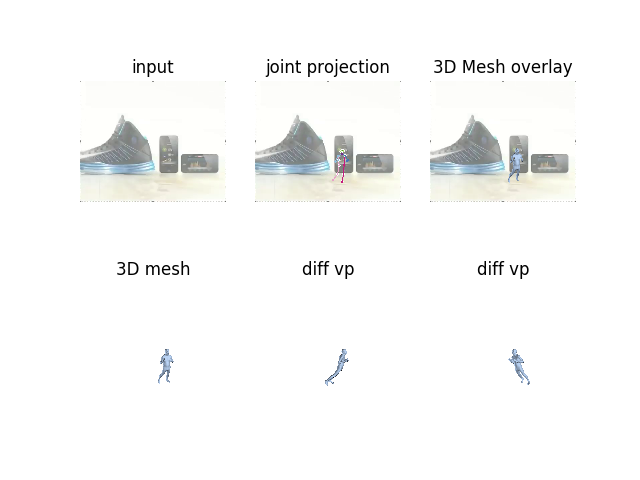 input
joint projection
3D Mesh overlay
3D mesh
diff vp
diff vp